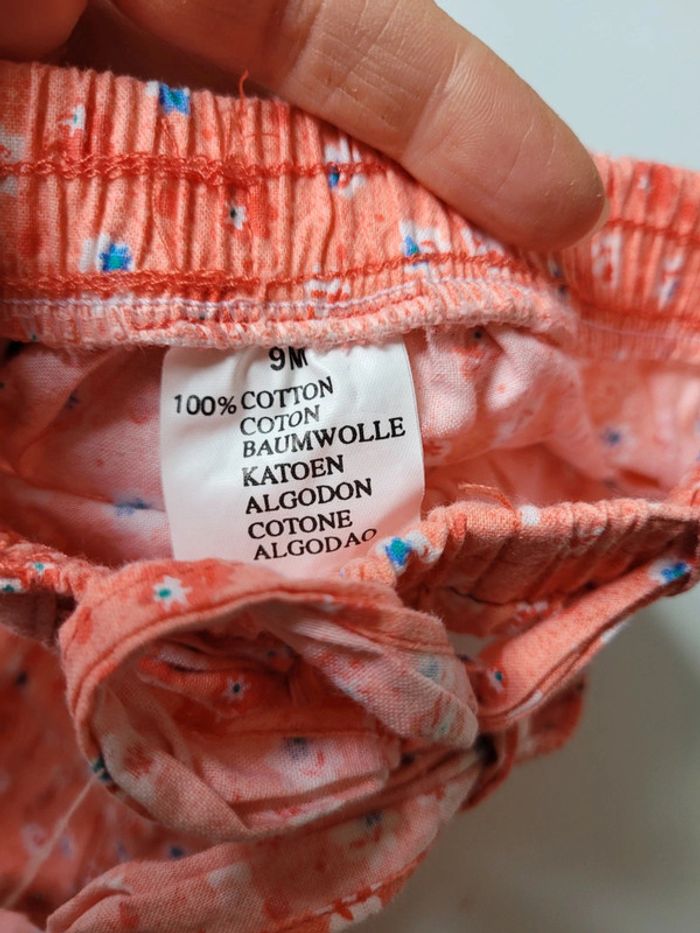 9M
100% COTTON
COTON
BAUMWOLLE
KATOEN
ALGODON
COTONE
ALGODAO